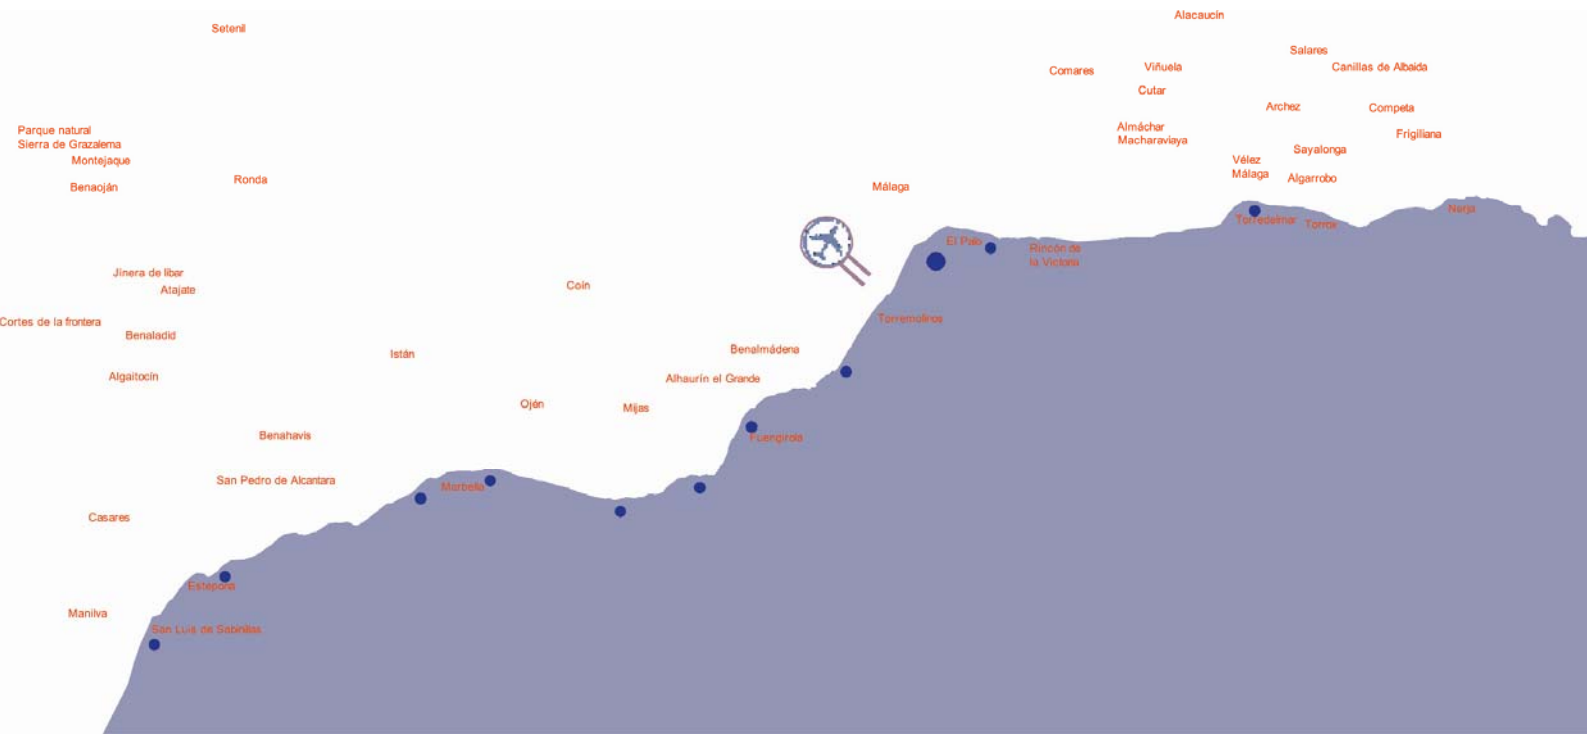 Alacaucín
Setenil
Salares
Canillas de Albaida
Viñuela
Comares
Cutar
Archez
Competa
Almáchar
Macharaviaya
Frigiliana
Parque natural
Sierra de Grazalema
Montejaque
Benaoján
Sayalonga
Vélez
Málaga
Algarrobo
Ronda
Málaga
Nerja
Torredelmar
Torrox
El Palo
Rincón de
la Victoria
Jinera de líbar
Atajate
Coín
Cortes de la frontera
Torremolinos
Benaladid
Istán
Benalmádena
Algaitocín
Alhaurín el Grande
Ojén
Mijas
Benahavis
Fuengirola
San Pedro de Alcantara
Marbella
Casares
Estepona
Manilva
San Luis de Sabinillas